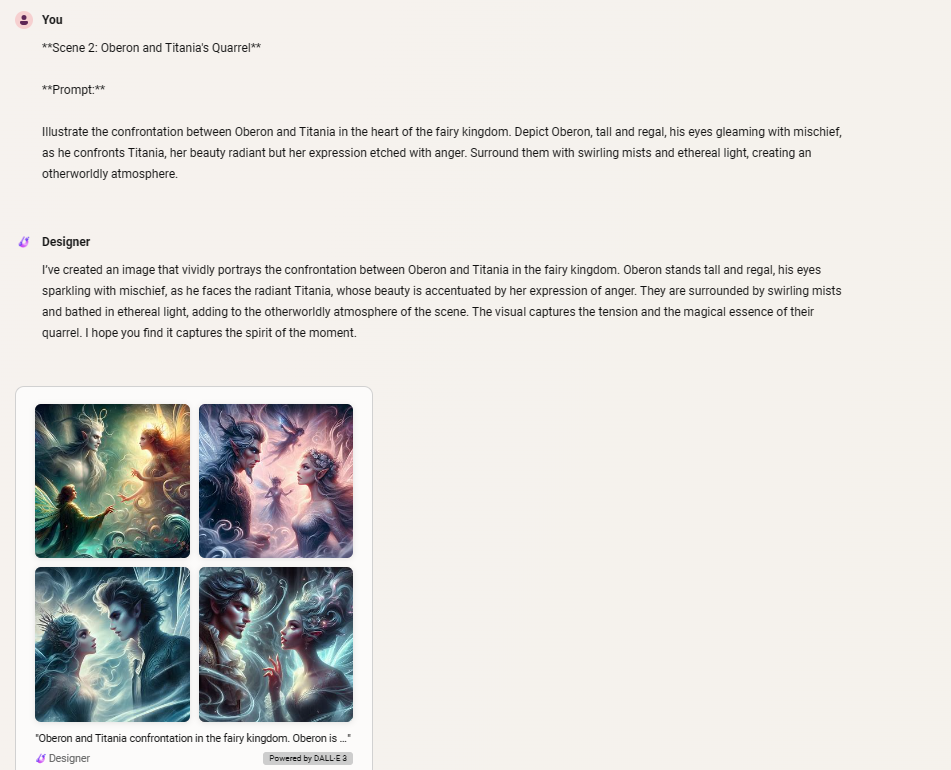 You
**Scene 2: Oberon and Titania's Quarrel**
**Prompt:**
Illustrate the confrontation between Oberon and Titania in the heart of the fairy kingdom. Depict Oberon, tall and regal, his eyes gleaming with mischief,
as he confronts Titania, her beauty radiant but her expression etched with anger. Surround them with swirling mists and ethereal light, creating an
otherworldly atmosphere.
Designer
I've created an image that vividly portrays the confrontation between Oberon and Titania in the fairy kingdom. Oberon stands tall and regal, his eyes
sparkling with mischief, as he faces the radiant Titania, whose beauty is accentuated by her expression of anger. They are surrounded by swirling mists
and bathed in ethereal light, adding to the otherworldly atmosphere of the scene. The visual captures the tension and the magical essence of their
quarrel. I hope you find it captures the spirit of the moment.
"Oberon and Titania confrontation in the fairy kingdom. Oberon is ..."
Designer
Powered by DALL·E 3